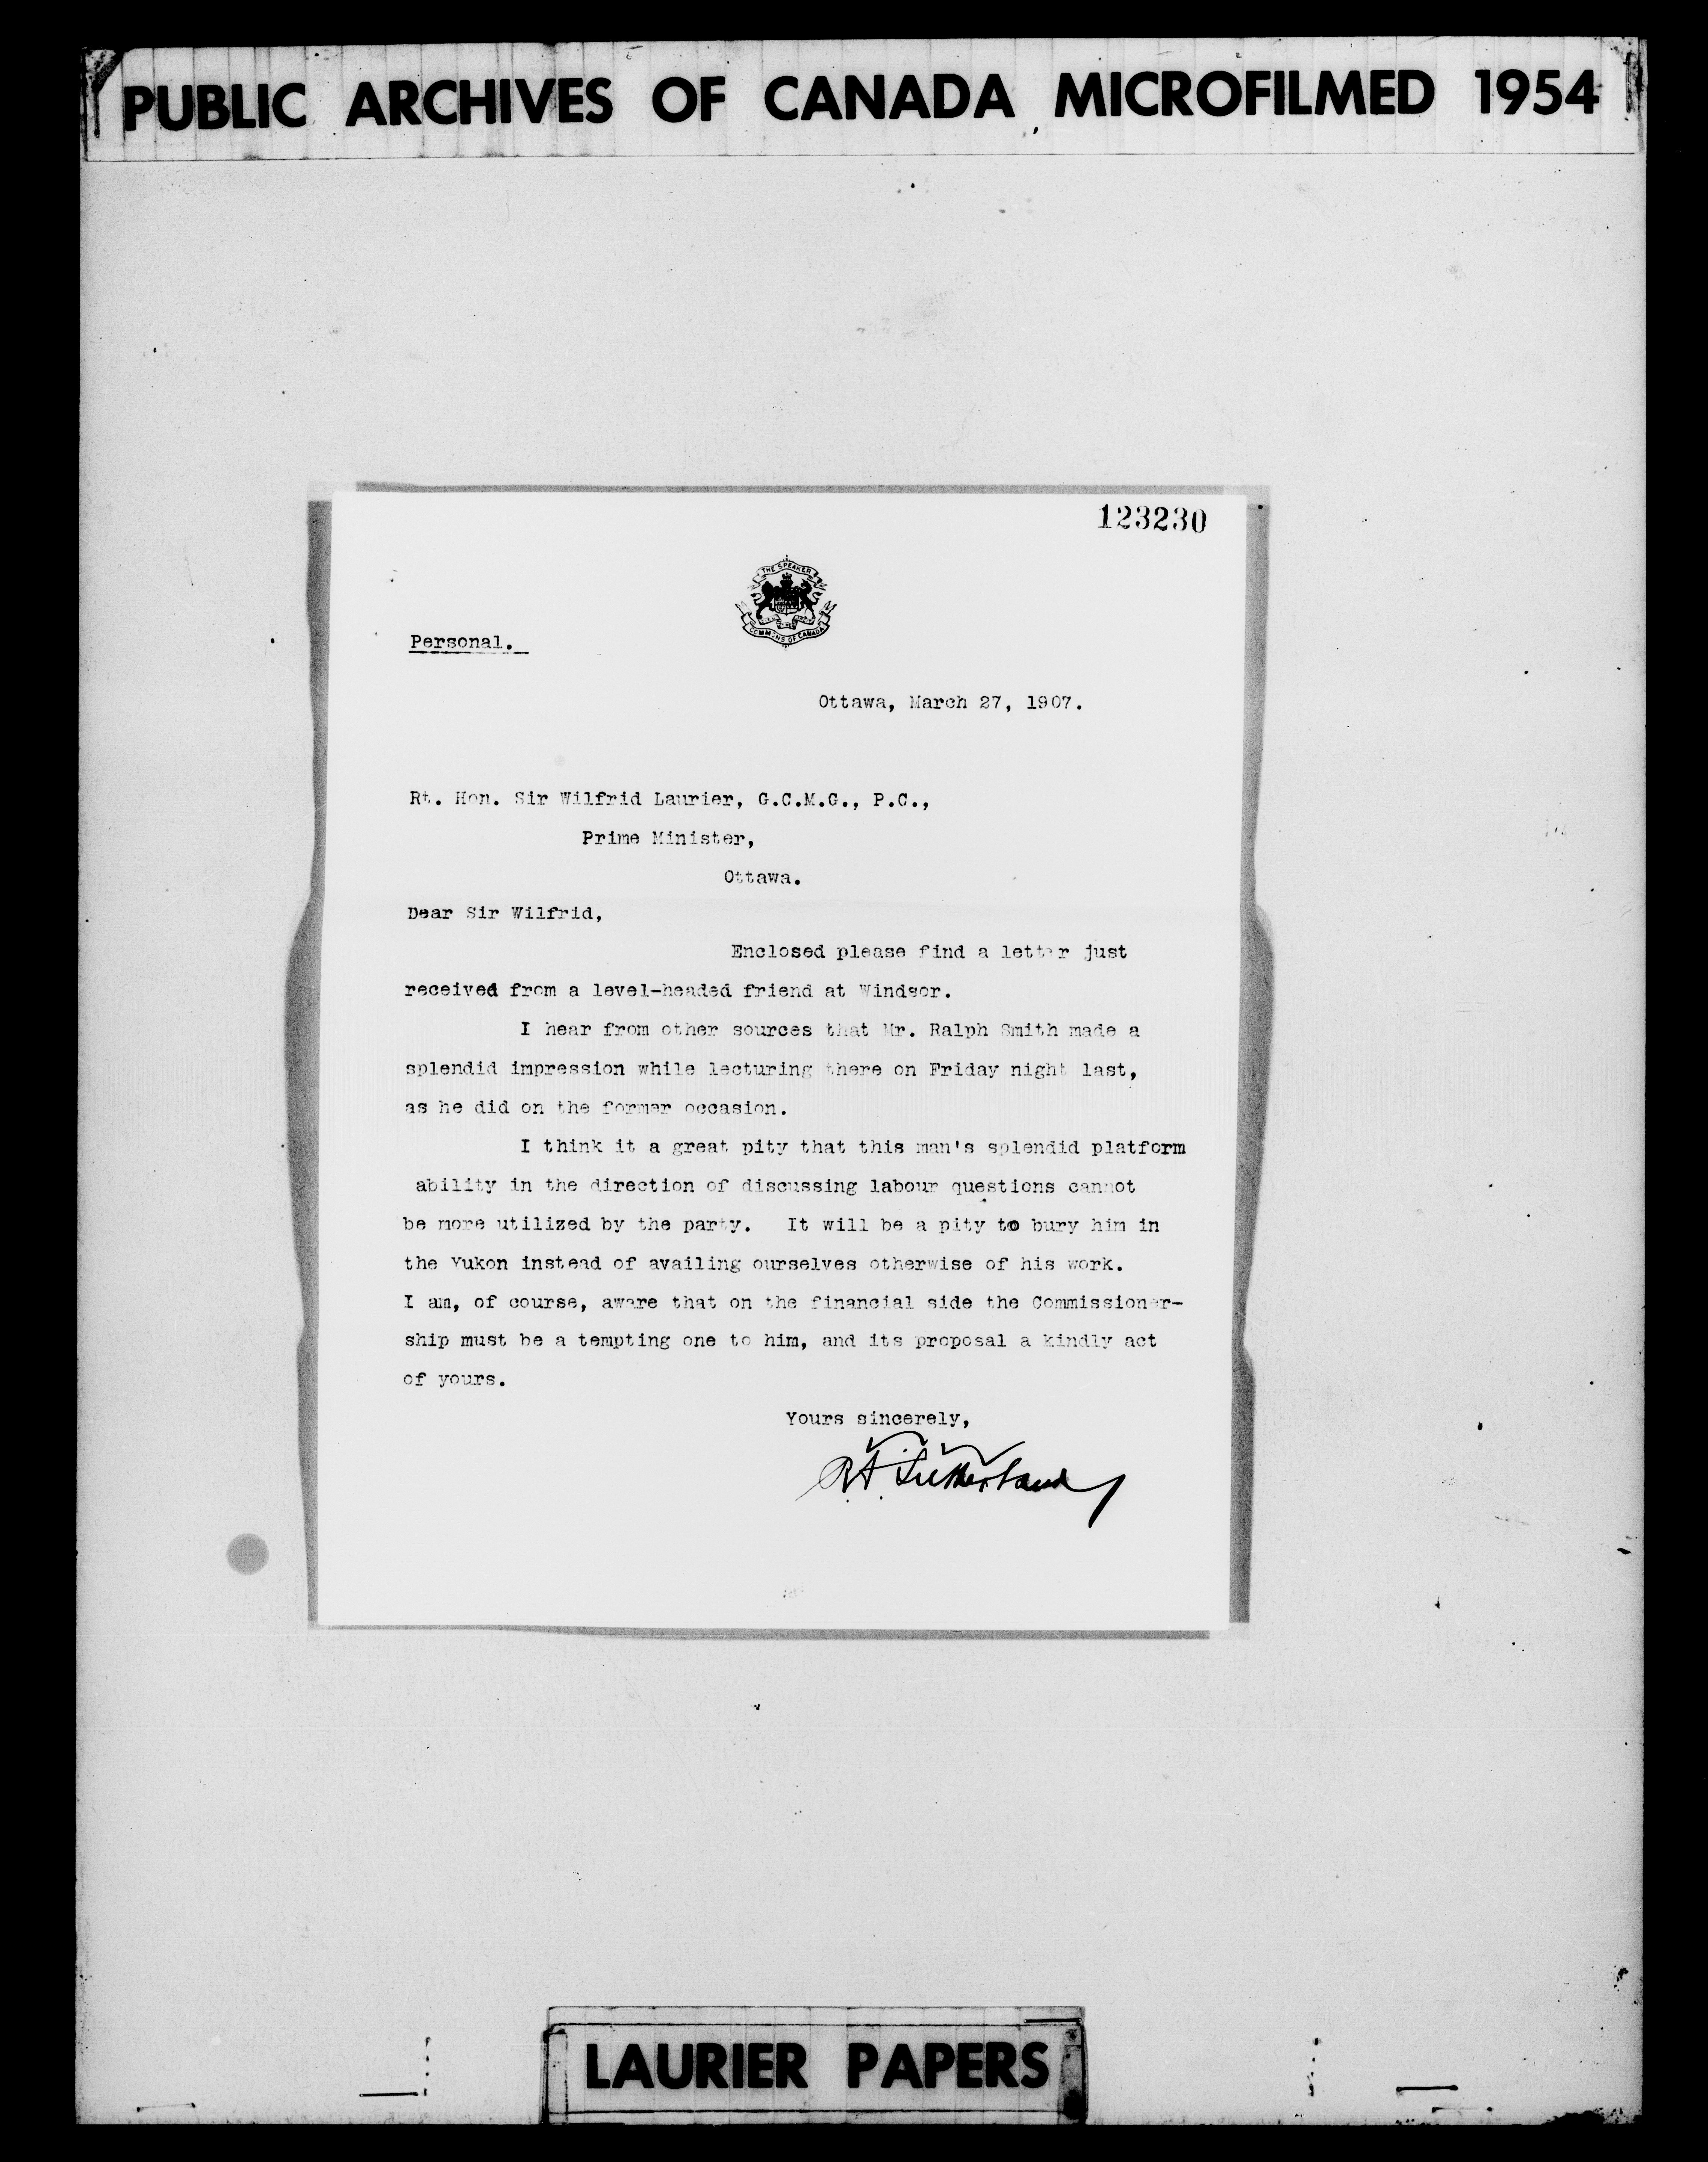 PUBLIC ARCHIVES OF CANADA MICROFILMED 1954
123230
THE SPEAKER
COMMONS OF CANADA
Personal.
Ottawa, March 27, 1907.
Rt. Hon. Sir Wilfrid Laurier, G.C.M.G., P.C.,
Prime Minister,
Ottawa.
Dear Sir Wilfrid,
Enclosed please find a letter just
received from a level-headed friend at Windsor.
I hear from other sources that Mr. Ralph Smith made a
splendid impression while lecturing there on Friday night last,
as he did on the former occasion.
I think it a great pity that this man's splendid platform
ability in the direction of discussing labour questions cannot
be more utilized by the party. It will be a pity to bury him in
the Yukon instead of availing ourselves otherwise of his work.
I am, of course, aware that on the financial side the Commissioner-
ship must be a tempting one to him, and its proposal a kindly act
of yours.
Yours sincerely,
R.F. Sutherland
LAURIER PAPERS